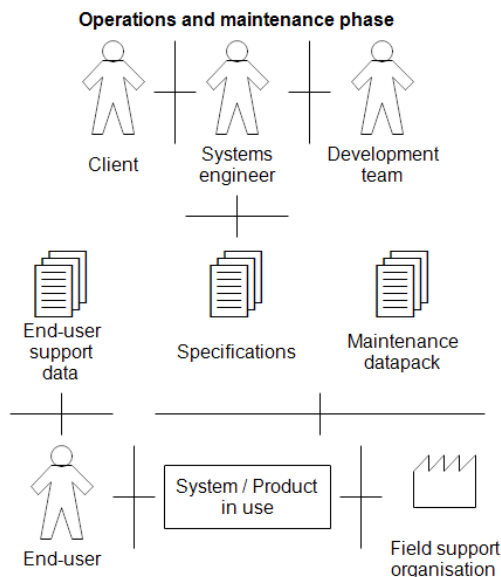 Operations and maintenance phase
Client
Systems
engineer
Development
team
End-user
support
data
Specifications
Maintenance
datapack
End-user
System / Product
in use
Field support
organisation